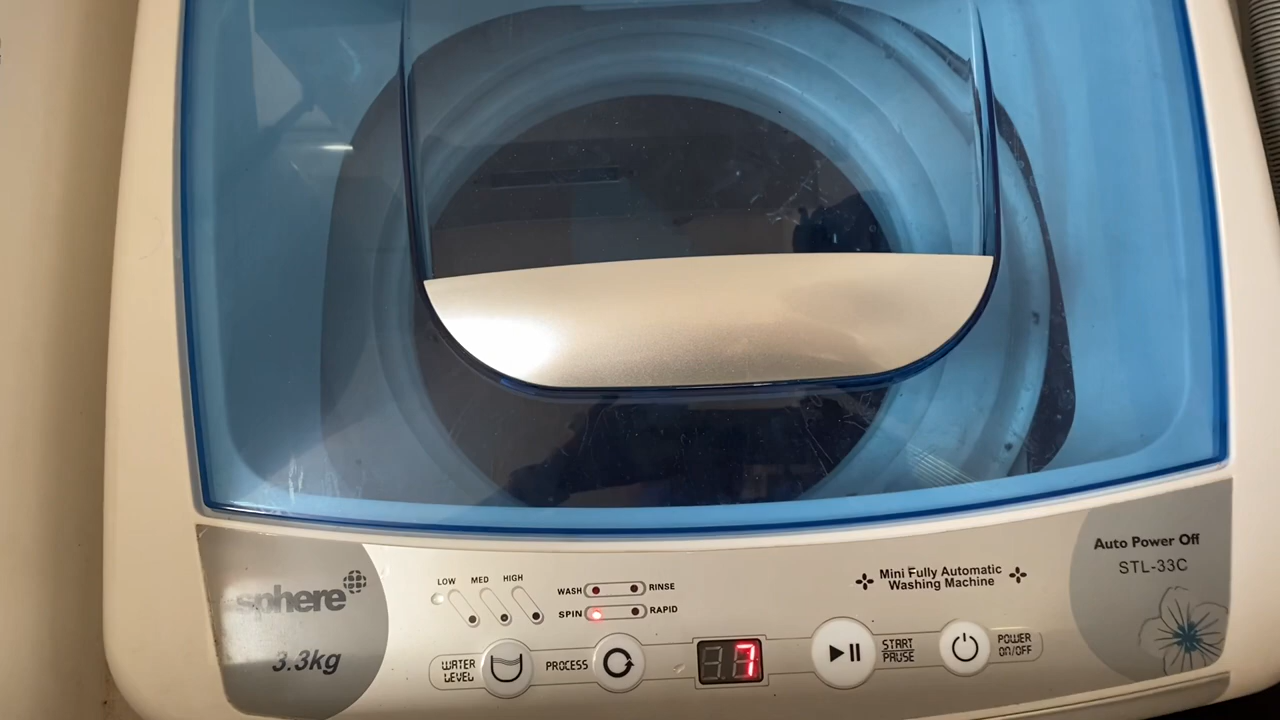 sphere
3.3kg
LOW MED HIGH
WASH RINSE
SPIN RAPID
WATER
LEVEL
PROCESS
7
START
PAUSE
POWER
ON/OFF
Mini Fully Automatic
Washing Machine
Auto Power Off
STL-33C